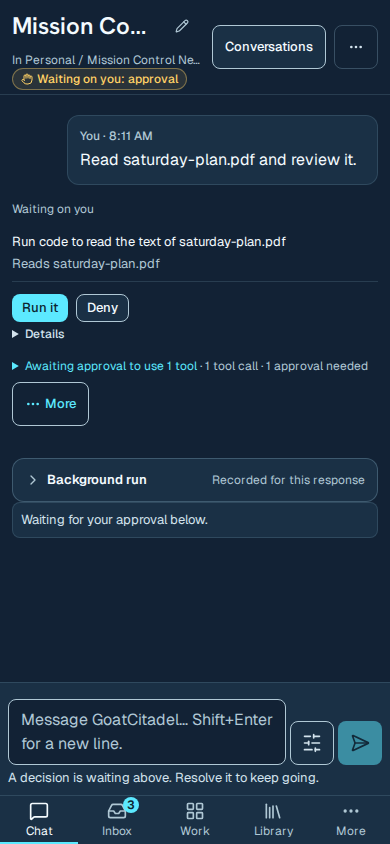 Mission Co...
In Personal / Mission Control Ne...
Waiting on you: approval
Conversations
...
You · 8:11 AM
Read saturday-plan.pdf and review it.
Waiting on you
Run code to read the text of saturday-plan.pdf
Reads saturday-plan.pdf
Run it
Deny
Details
Awaiting approval to use 1 tool · 1 tool call · 1 approval needed
... More
Background run
Recorded for this response
Waiting for your approval below.
Message GoatCitadel... Shift+Enter
for a new line.
A decision is waiting above. Resolve it to keep going.
3
Chat
Inbox
Work
Library
More